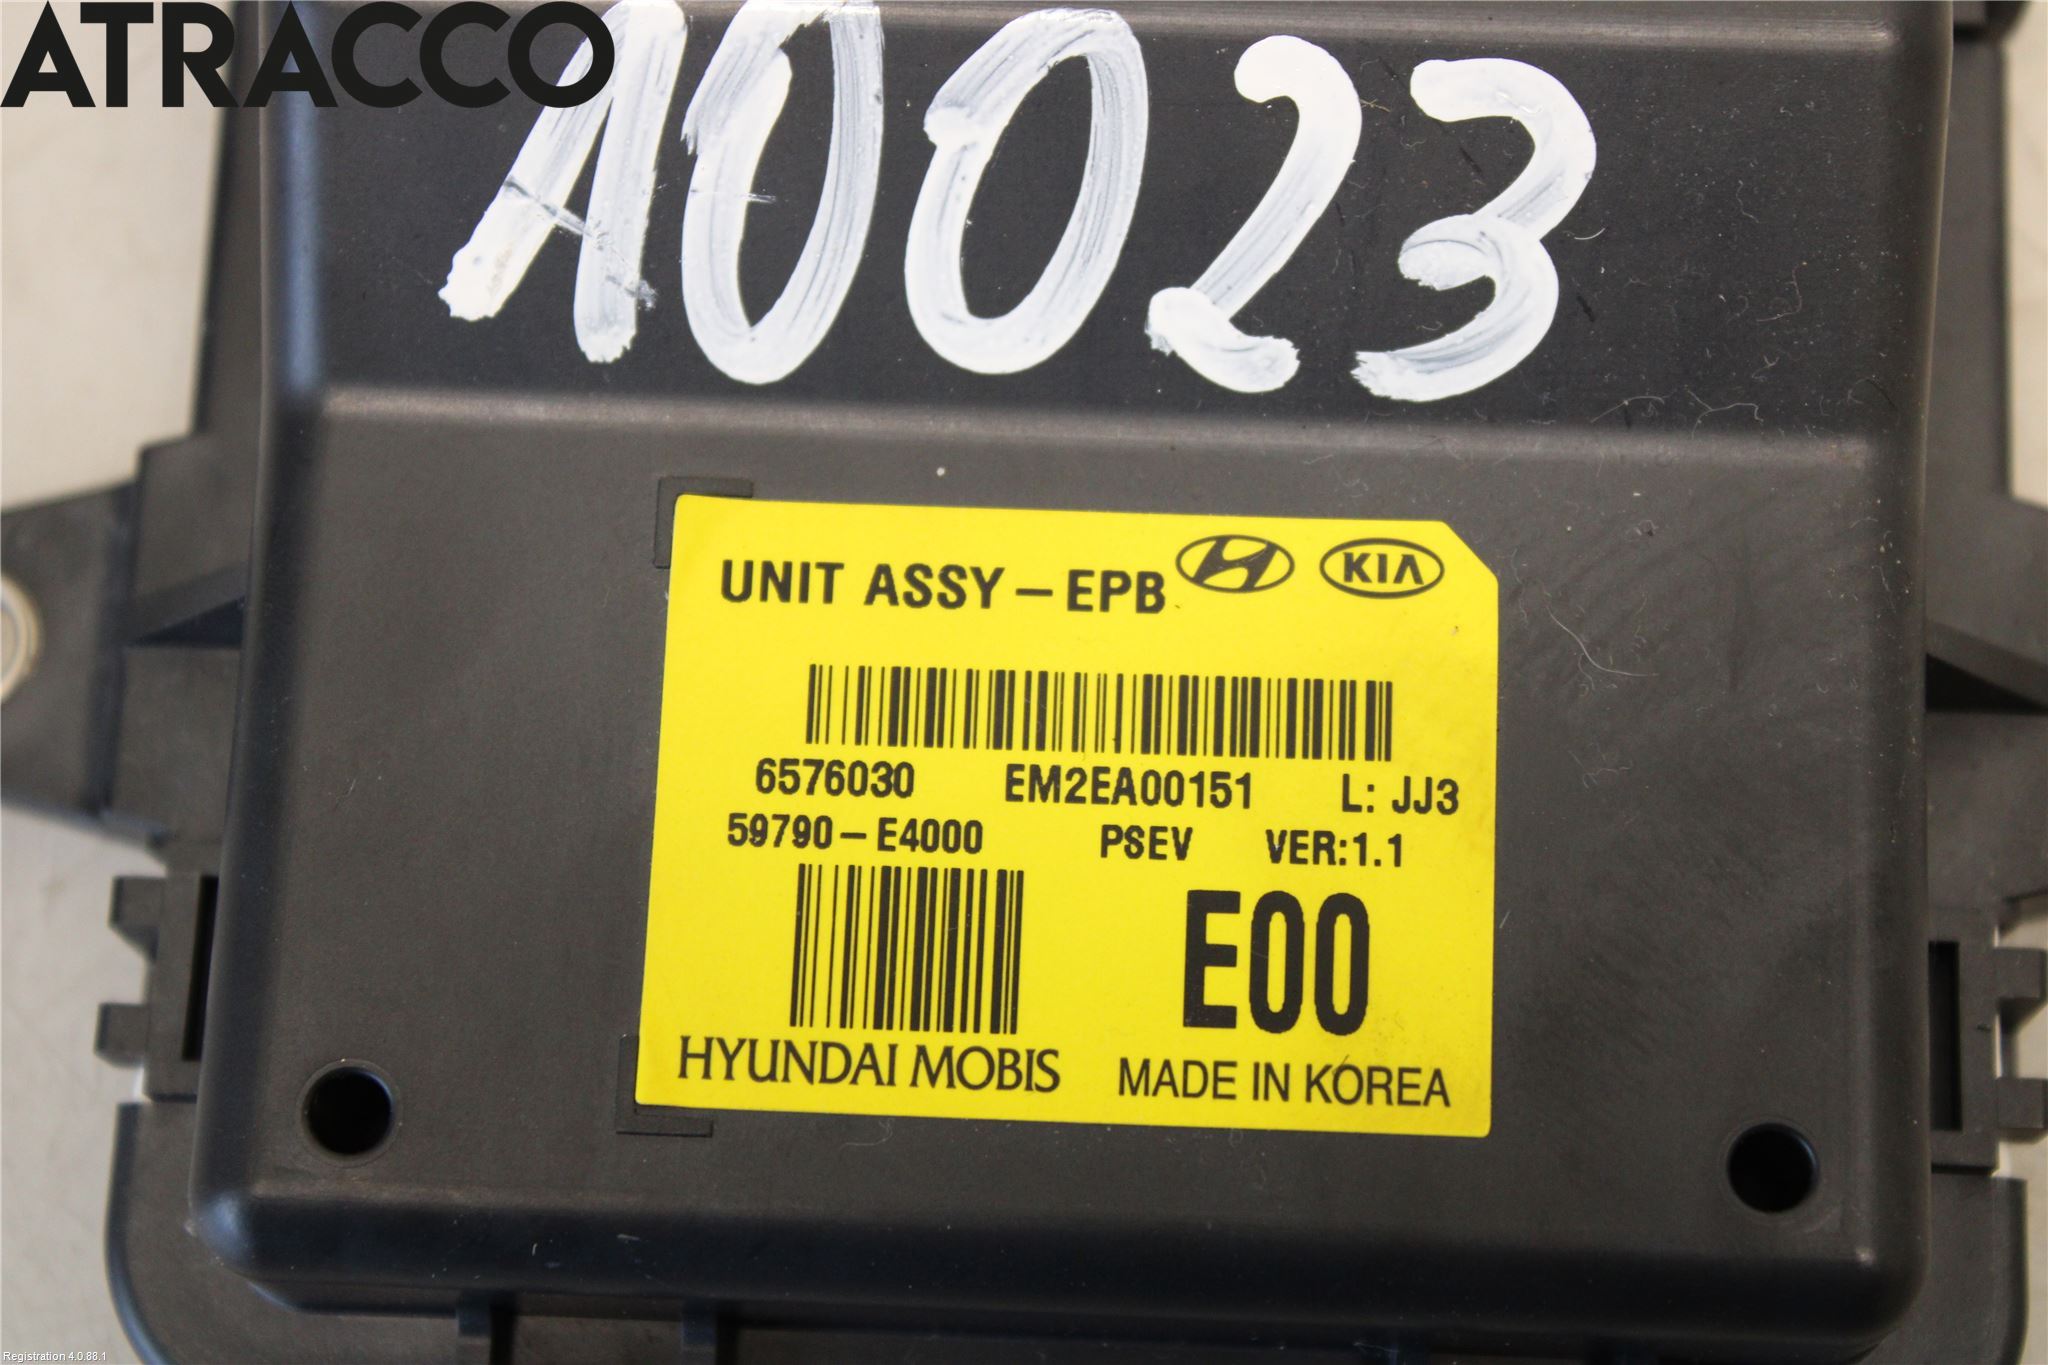 ATRACCO
A0023
UNIT ASSY-EPB KIA
6576030 EM2EA00151 L: JJ3
59790-E4000 PSEV VER:1.1
E00
HYUNDAI MOBIS MADE IN KOREA
Registration 4.0.88.1